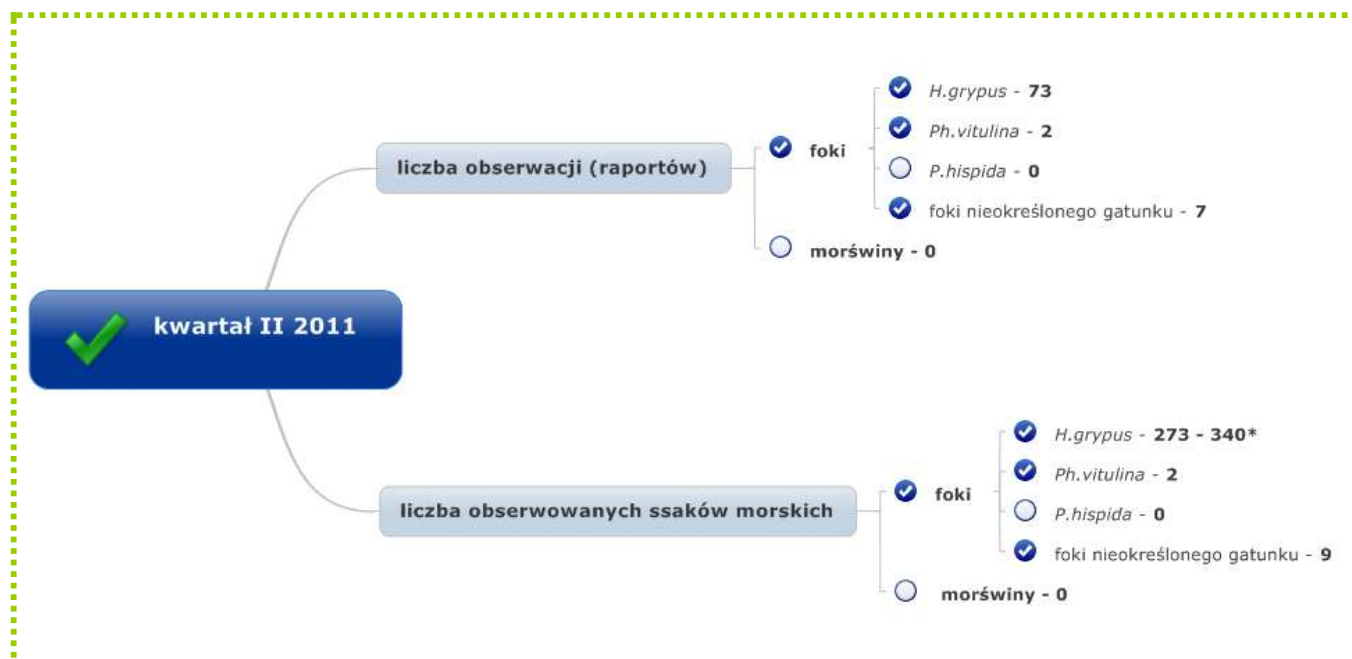 kwartał II 2011
liczba obserwacji (raportów)
foki
H.grypus - 73
Ph.vitulina - 2
P.hispida - 0
foki nieokreślonego gatunku - 7
morświny - 0
liczba obserwowanych ssaków morskich
foki
H.grypus - 273 - 340*
Ph.vitulina - 2
P.hispida - 0
foki nieokreślonego gatunku - 9
morświny - 0